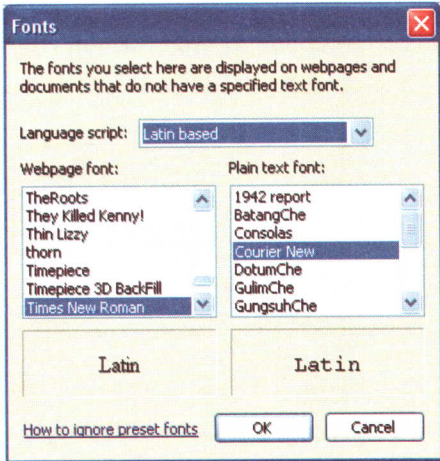 Fonts
The fonts you select here are displayed on webpages and
documents that do not have a specified text font.
Language script: Latin based
Webpage font: Plain text font:
TheRoots
They Killed Kenny!
Thin Lizzy
thorn
Timepiece
Timepiece 3D BackFill
Times New Roman
1942 report
BatangChe
Consolas
Courier New
DotumChe
GulimChe
GungsuhChe
Latin
Latin
How to ignore preset fonts OK Cancel